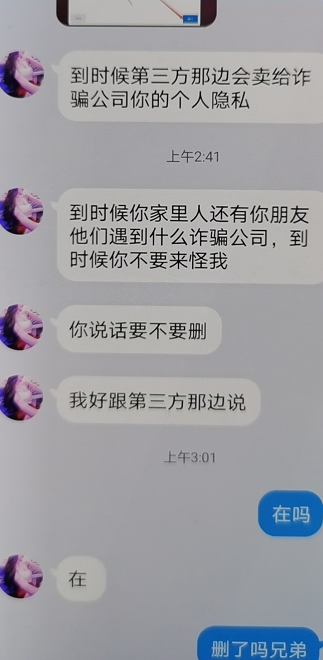 到时候第三方那边会卖给诈
骗公司你的个人隐私
上午2:41
到时候你家里人还有你朋友
他们遇到什么诈骗公司，到
时候你不要来怪我
你说话要不要删
我好跟第三方那边说
上午3:01
在吗
在
删了吗兄弟